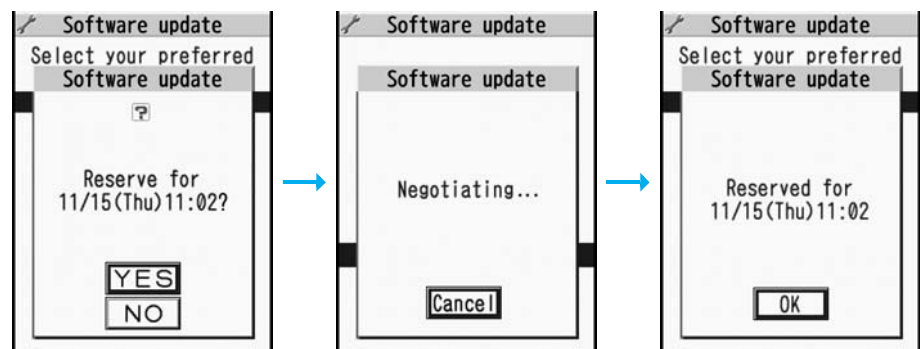 Software update
Select your preferred
Software update
?
Reserve for
11/15(Thu)11:02?
YES
NO
Software update
Software update
Negotiating...
Cancel
Software update
Select your preferred
Software update
Reserved for
11/15(Thu)11:02
OK